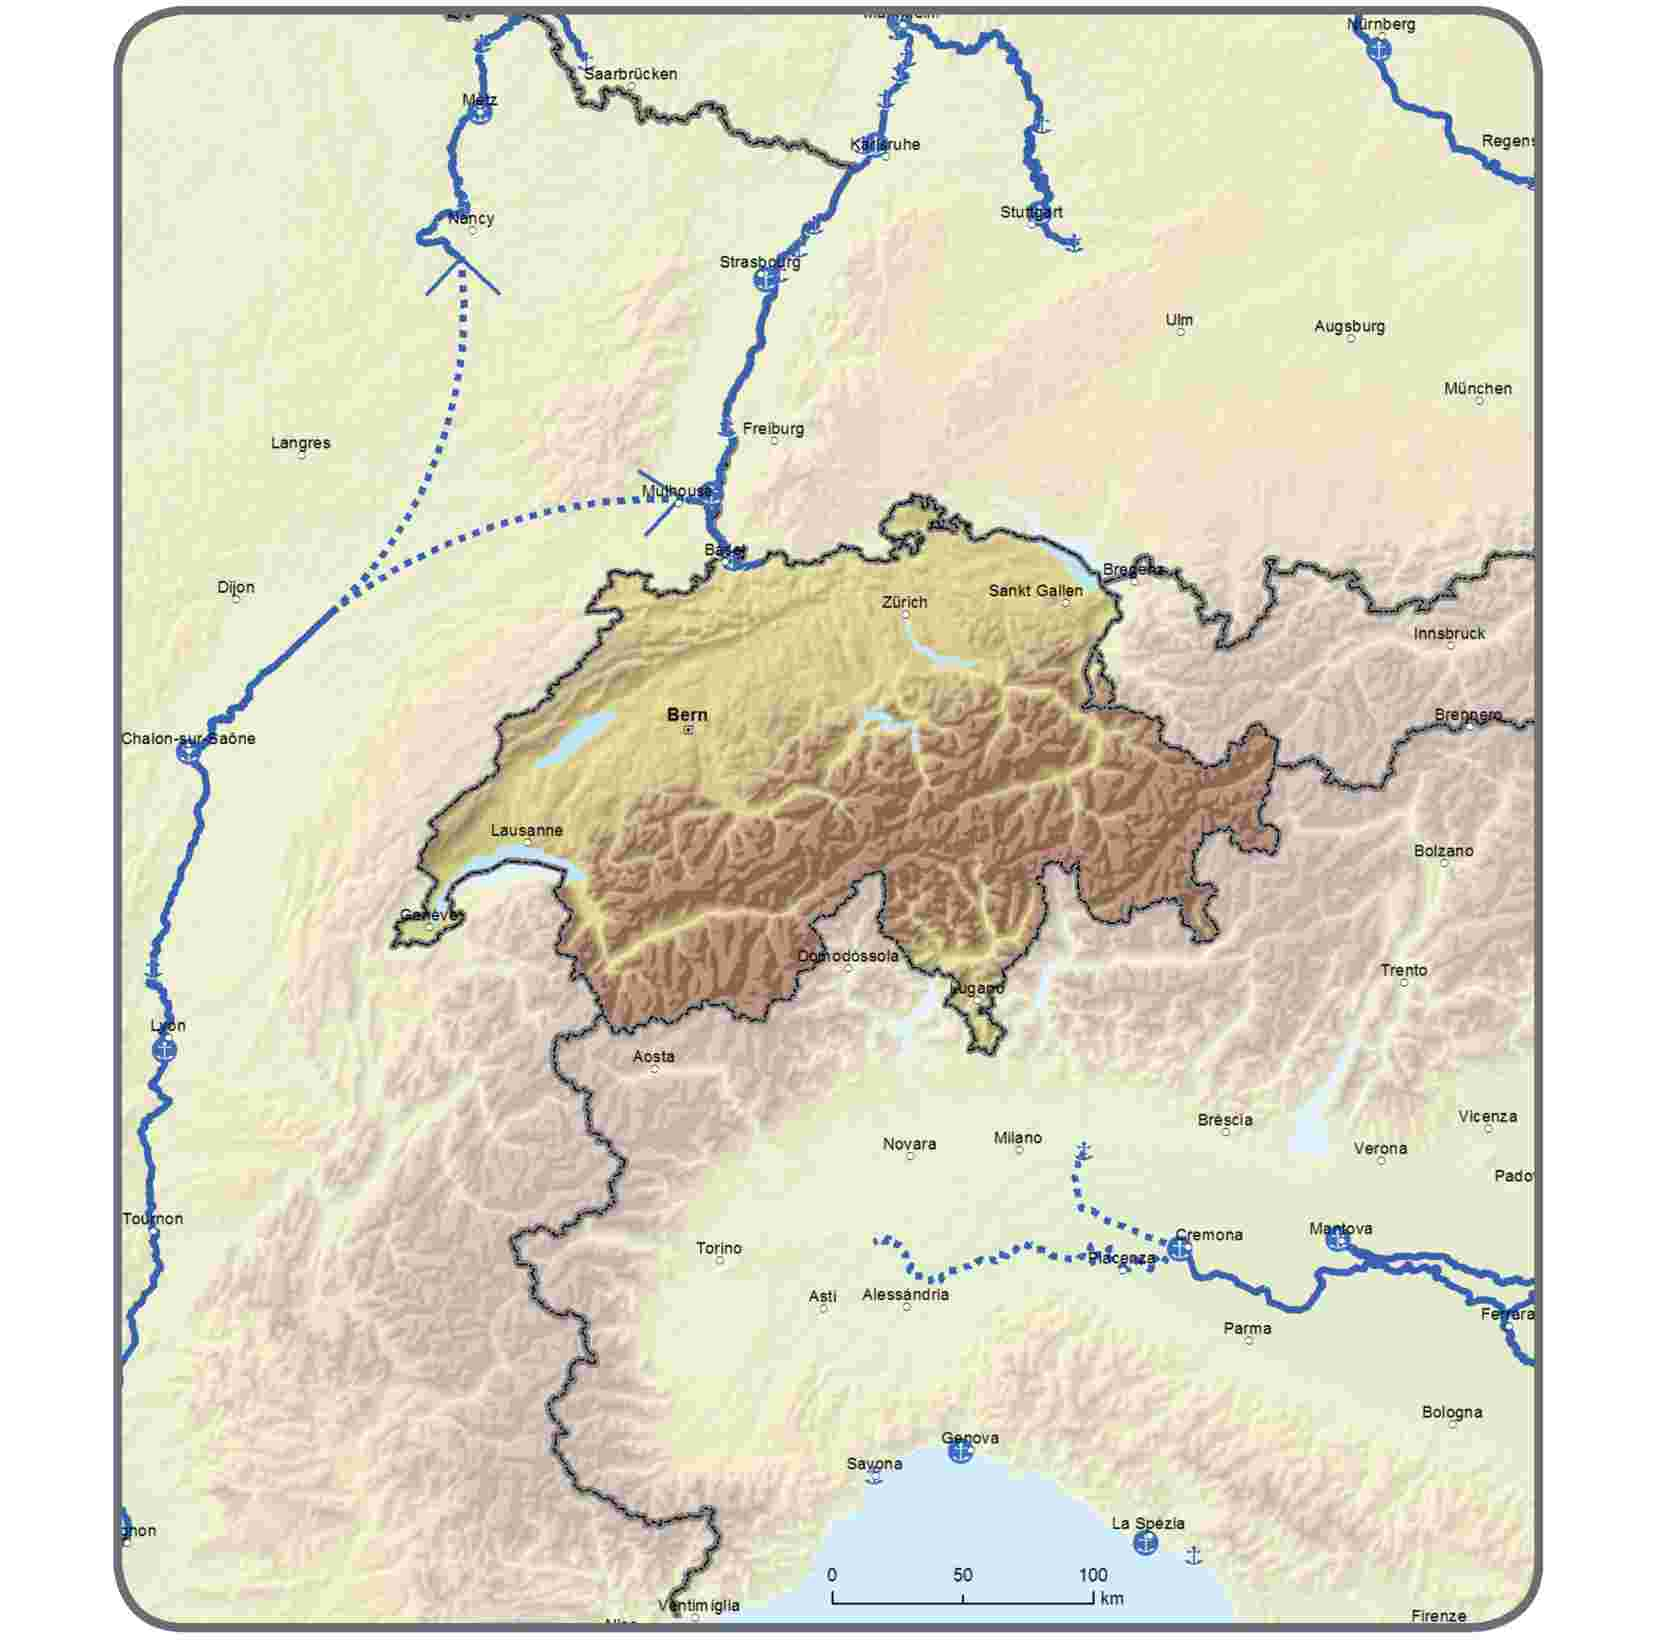 Nürnberg
Saarbrücken
Metz
Karlsruhe
Regens
Stuttgart
Nancy
Strasbourg
Ulm
Augsburg
München
Freiburg
Langres
Mulhouse
Basel
Bregenz
Dijon
Sankt Gallen
Zürich
Innsbruck
Bern
Brennero
Chalon-sur-Saône
Lausanne
Bolzano
Genève
Domodossola
Trento
Lugano
Lyon
Aosta
Vicenza
Brescia
Milano
Novara
Verona
Pado
Tournon
Mantova
Cremona
Torino
Piacenza
Asti
Alessándria
Ferrara
Parma
Bologna
Genova
Savona
La Spézia
gnon
0 50 100
km
Ventimiglia
Firenze